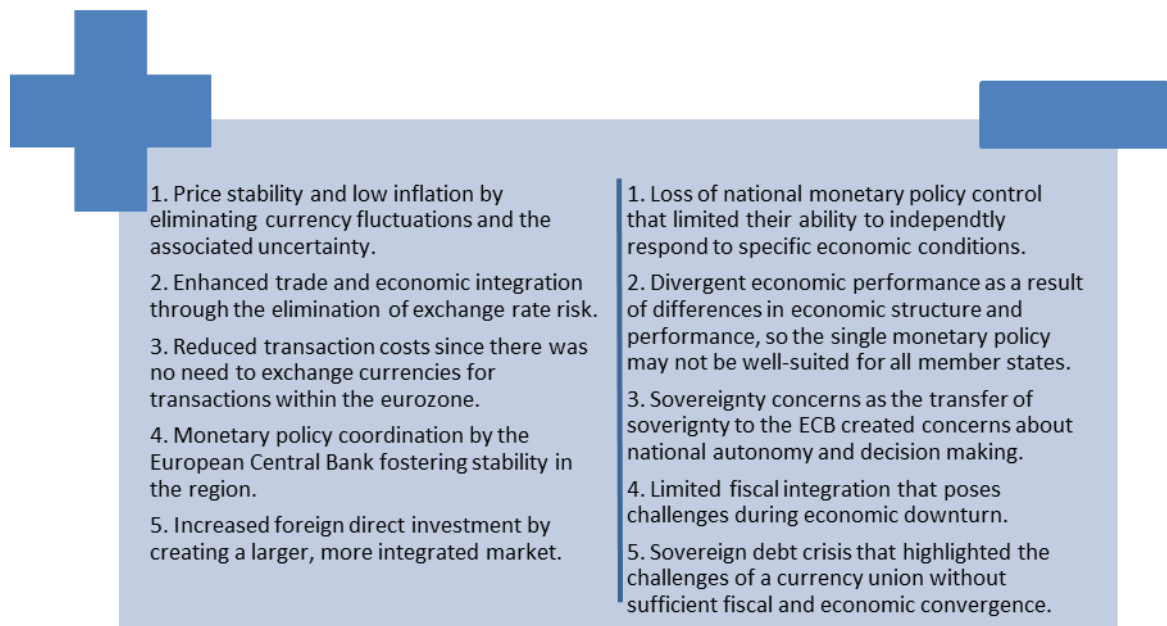 1. Price stability and low inflation by
eliminating currency fluctuations and the
associated uncertainty.
2. Enhanced trade and economic integration
through the elimination of exchange rate risk.
3. Reduced transaction costs since there was
no need to exchange currencies for
transactions within the eurozone.
4. Monetary policy coordination by the
European Central Bank fostering stability in
the region.
5. Increased foreign direct investment by
creating a larger, more integrated market.
1. Loss of national monetary policy control
that limited their ability to independtly
respond to specific economic conditions.
2. Divergent economic performance as a result
of differences in economic structure and
performance, so the single monetary policy
may not be well-suited for all member states.
3. Sovereignty concerns as the transfer of
soverignty to the ECB created concerns about
national autonomy and decision making.
4. Limited fiscal integration that poses
challenges during economic downturn.
5. Sovereign debt crisis that highlighted the
challenges of a currency union without
sufficient fiscal and economic convergence.